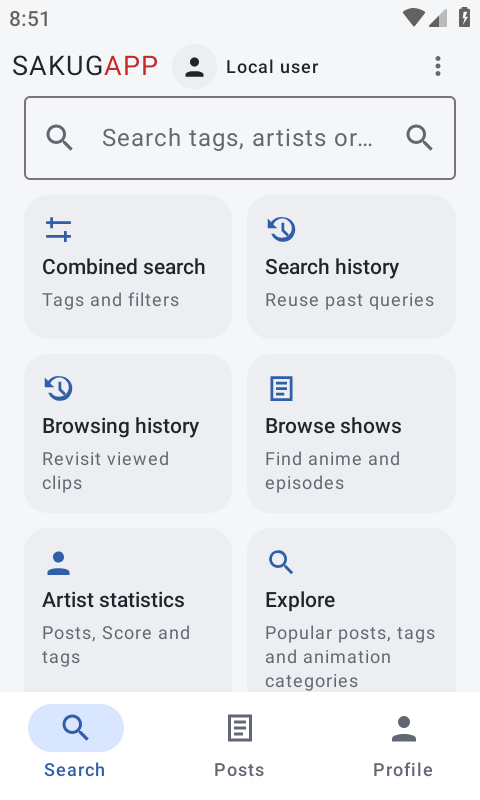 8:51
SAKUGAPP
Local user
Search tags, artists or…
Combined search
Tags and filters
Search history
Reuse past queries
Browsing history
Revisit viewed
clips
Browse shows
Find anime and
episodes
Artist statistics
Posts, Score and
tags
Explore
Popular posts, tags
and animation
categories
Search
Posts
Profile